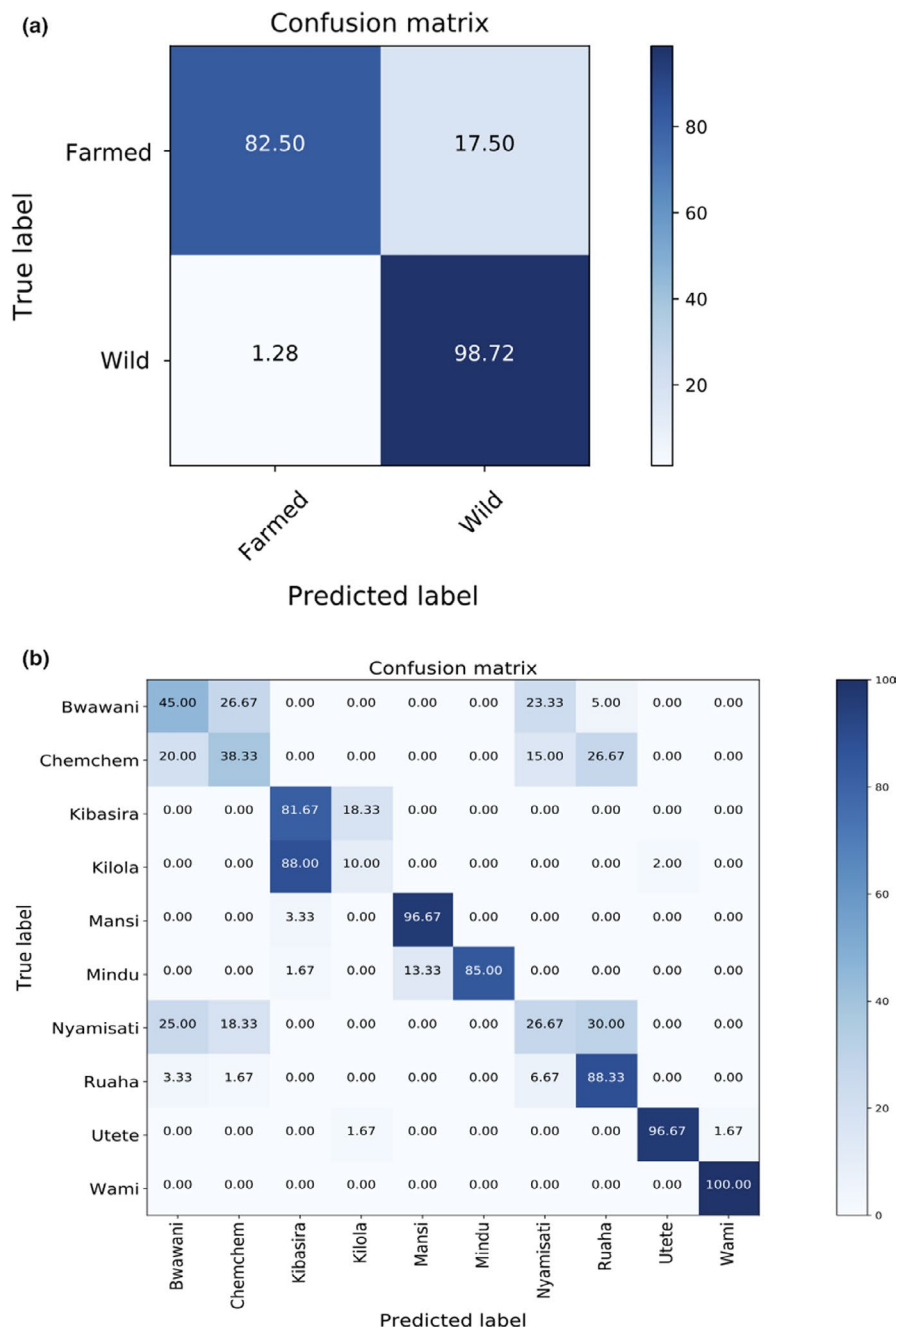 (a)
Confusion matrix
True label
Farmed 82.50 17.50
Wild 1.28 98.72
Farmed Wild
Predicted label
80
60
40
20
(b)
Confusion matrix
True label
Bwawani 45.00 26.67 0.00 0.00 0.00 0.00 23.33 5.00 0.00 0.00
Chemchem 20.00 38.33 0.00 0.00 0.00 0.00 15.00 26.67 0.00 0.00
Kibasira 0.00 0.00 81.67 18.33 0.00 0.00 0.00 0.00 0.00 0.00
Kilola 0.00 0.00 88.00 10.00 0.00 0.00 0.00 0.00 2.00 0.00
Mansi 0.00 0.00 3.33 0.00 96.67 0.00 0.00 0.00 0.00 0.00
Mindu 0.00 0.00 1.67 0.00 13.33 85.00 0.00 0.00 0.00 0.00
Nyamisati 25.00 18.33 0.00 0.00 0.00 0.00 26.67 30.00 0.00 0.00
Ruaha 3.33 1.67 0.00 0.00 0.00 0.00 6.67 88.33 0.00 0.00
Utete 0.00 0.00 0.00 1.67 0.00 0.00 0.00 0.00 96.67 1.67
Wami 0.00 0.00 0.00 0.00 0.00 0.00 0.00 0.00 0.00 100.00
Bwawani Chemchem Kibasira Kilola Mansi Mindu Nyamisati Ruaha Utete Wami
Predicted label
100
80
60
40
20
0